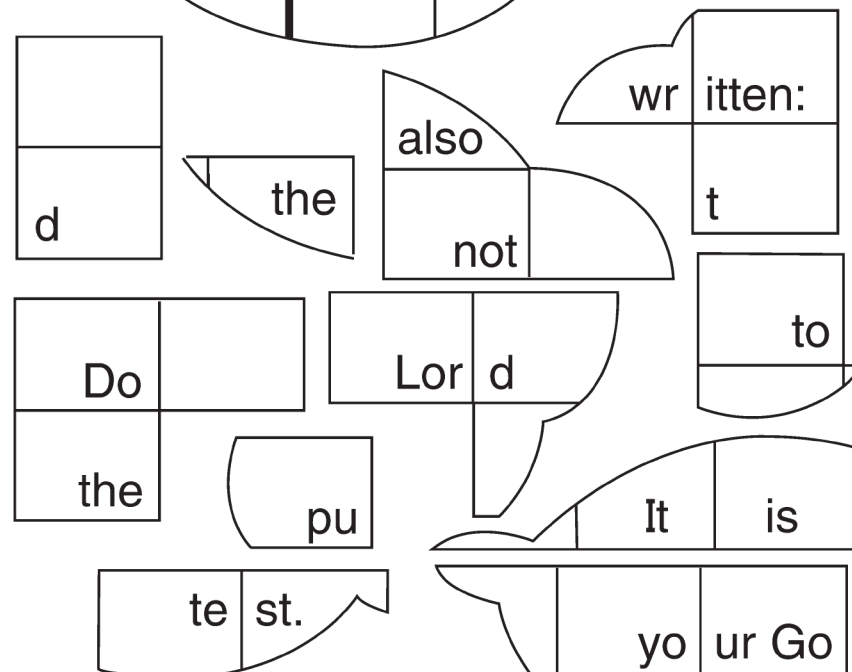 also
wr itten:
d
the
not
t
to
Do
Lor d
the
pu
It is
te st.
yo ur Go